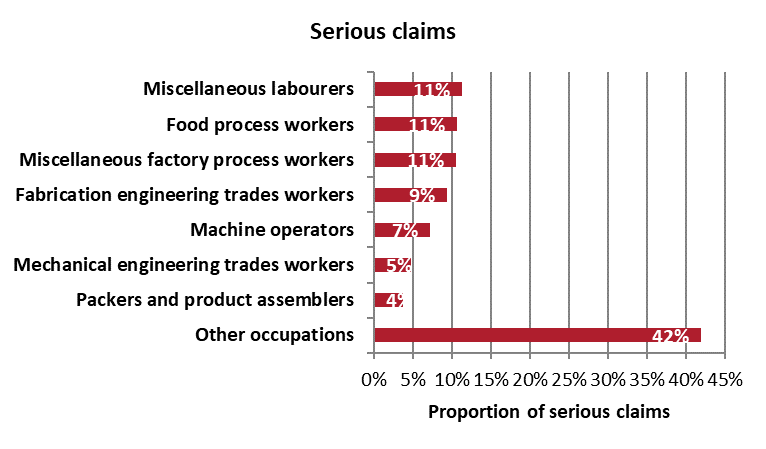 Serious claims
Miscellaneous labourers 11%
Food process workers 11%
Miscellaneous factory process workers 11%
Fabrication engineering trades workers 9%
Machine operators 7%
Mechanical engineering trades workers 5%
Packers and product assemblers 4%
Other occupations 42%
0% 5% 10% 15% 20% 25% 30% 35% 40% 45%
Proportion of serious claims